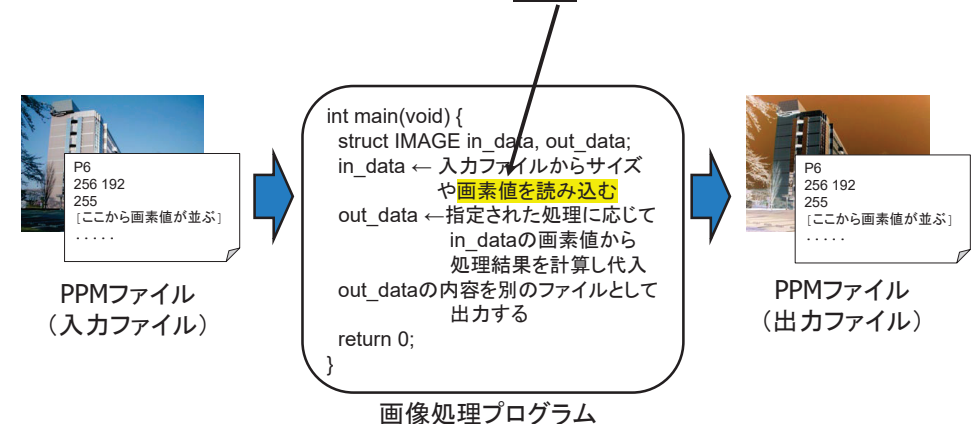 P6
256 192
255
[ここから画素値が並ぶ]
.....
PPMファイル
（入力ファイル）
int main(void) {
struct IMAGE in_data, out_data;
in_data ← 入力ファイルからサイズ
や画素値を読み込む
out_data ←指定された処理に応じて
in_dataの画素値から
処理結果を計算し代入
out_dataの内容を別のファイルとして
出力する
return 0;
}
画像処理プログラム
P6
256 192
255
[ここから画素値が並ぶ]
.....
PPMファイル
（出力ファイル）